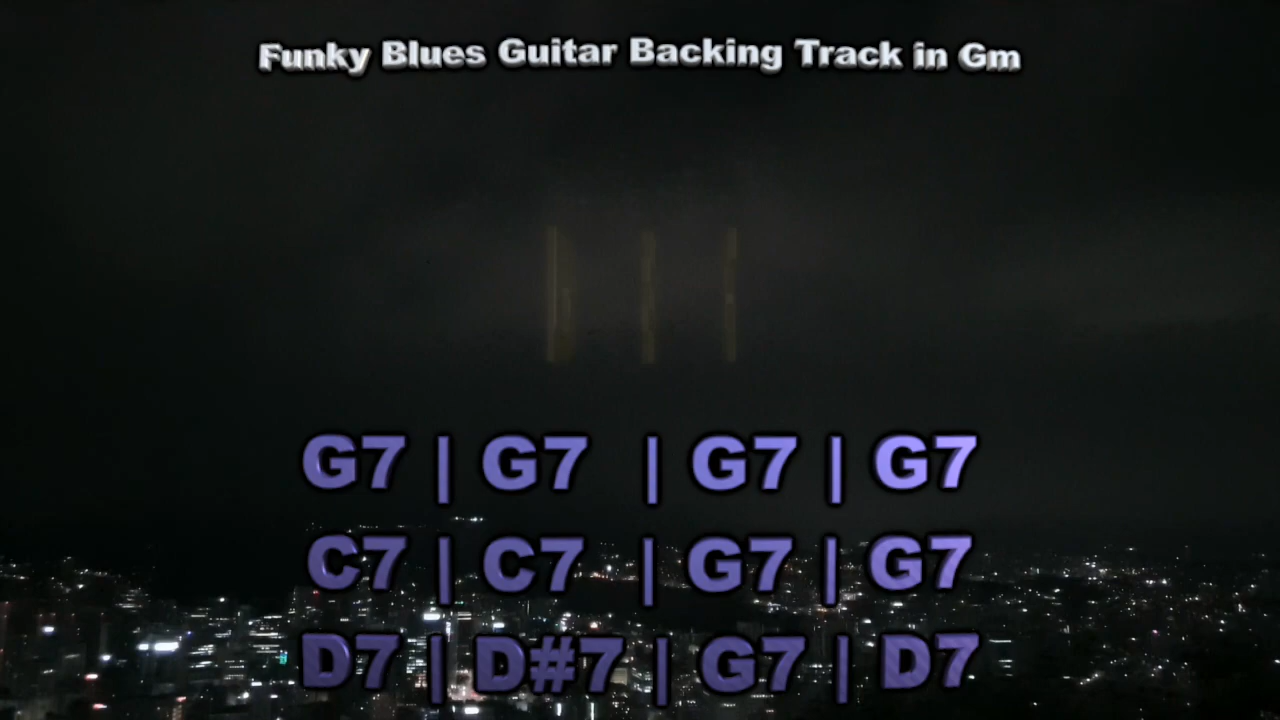 Funky Blues Guitar Backing Track in Gm
G7 | G7 | G7 | G7
C7 | C7 | G7 | G7
D7 | D#7 | G7 | D7